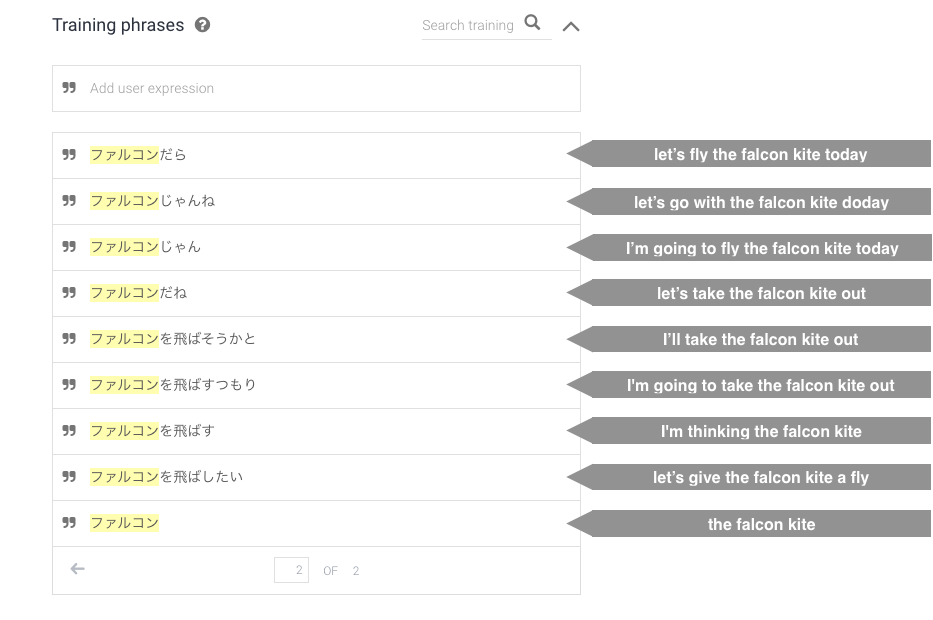 Training phrases
Search training
Add user expression
ファルコンだら
let’s fly the falcon kite today
ファルコンじゃんね
let’s go with the falcon kite doday
ファルコンじゃん
I’m going to fly the falcon kite today
ファルコンだね
let’s take the falcon kite out
ファルコンを飛ばそうかと
I’ll take the falcon kite out
ファルコンを飛ばすつもり
I'm going to take the falcon kite out
ファルコンを飛ばす
I'm thinking the falcon kite
ファルコンを飛ばしたい
let’s give the falcon kite a fly
ファルコン
the falcon kite
2 OF 2